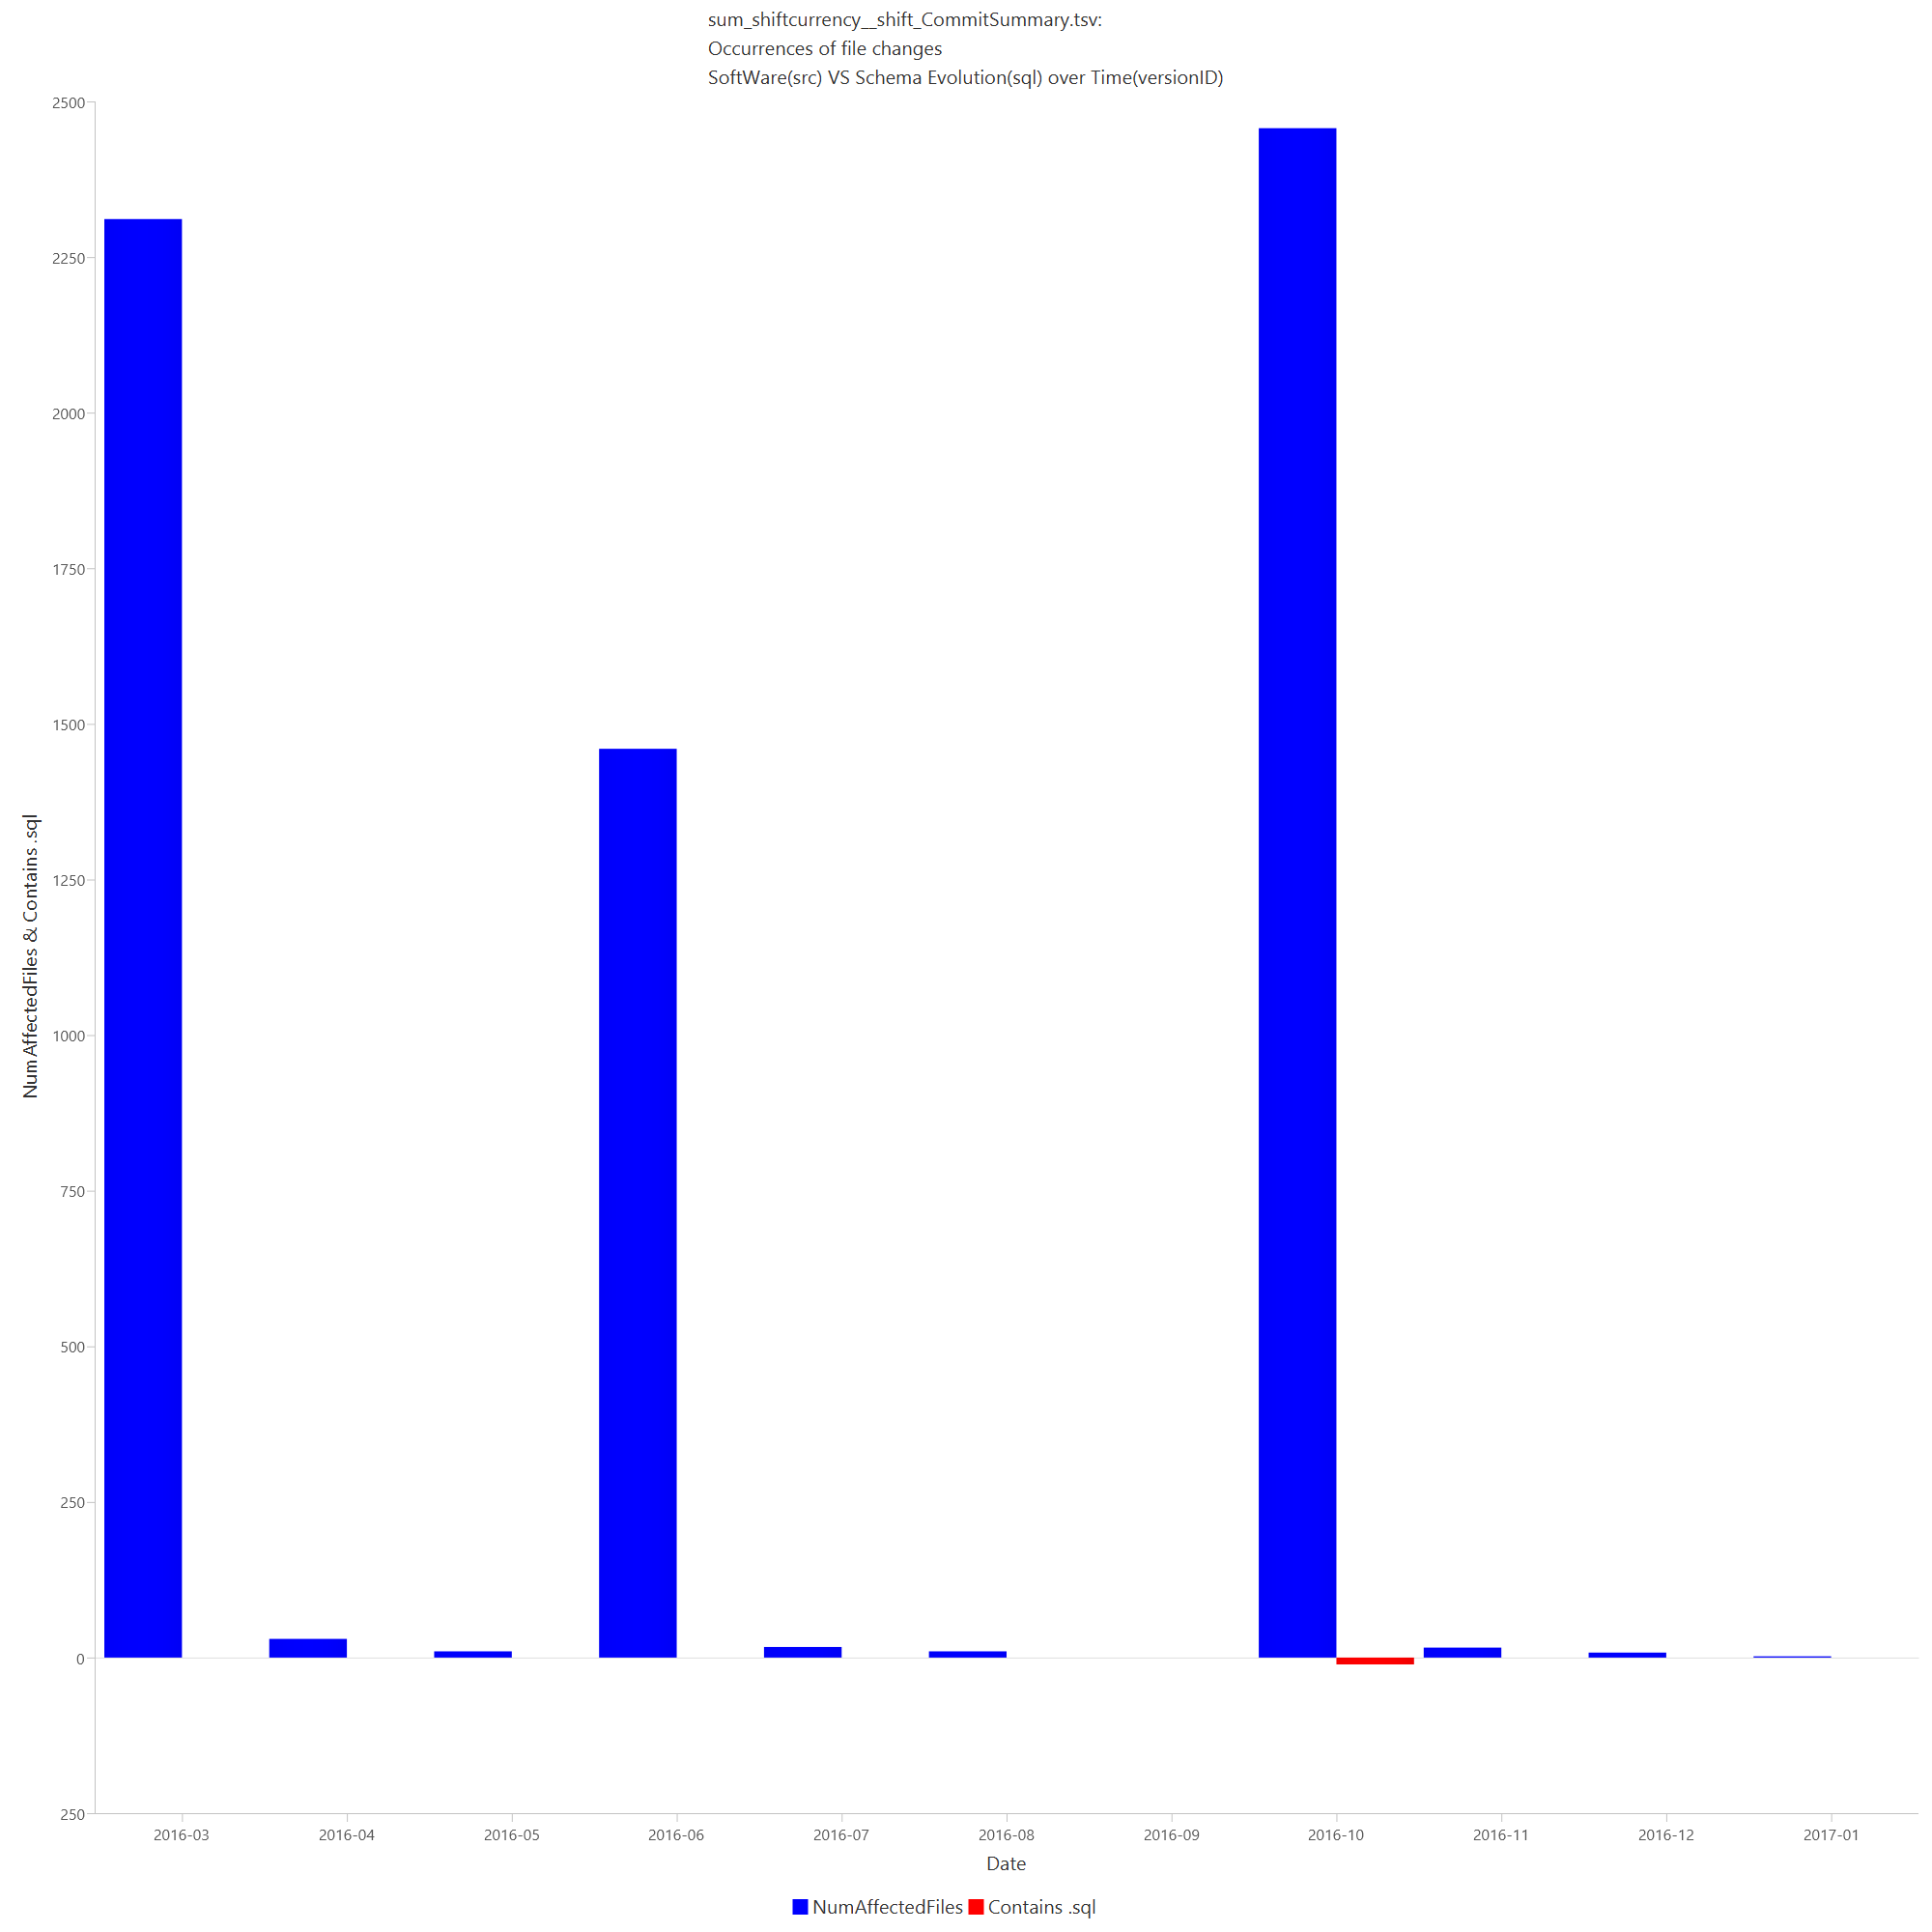 sum_shiftcurrency__shift_CommitSummary.tsv:
Occurrences of file changes
SoftWare(src) VS Schema Evolution(sql) over Time(versionID)
Num AffectedFiles & Contains .sql
2500
2250
2000
1750
1500
1250
1000
750
500
250
0
250
2016-03 2016-04 2016-05 2016-06 2016-07 2016-08 2016-09 2016-10 2016-11 2016-12 2017-01
Date
NumAffectedFiles Contains .sql